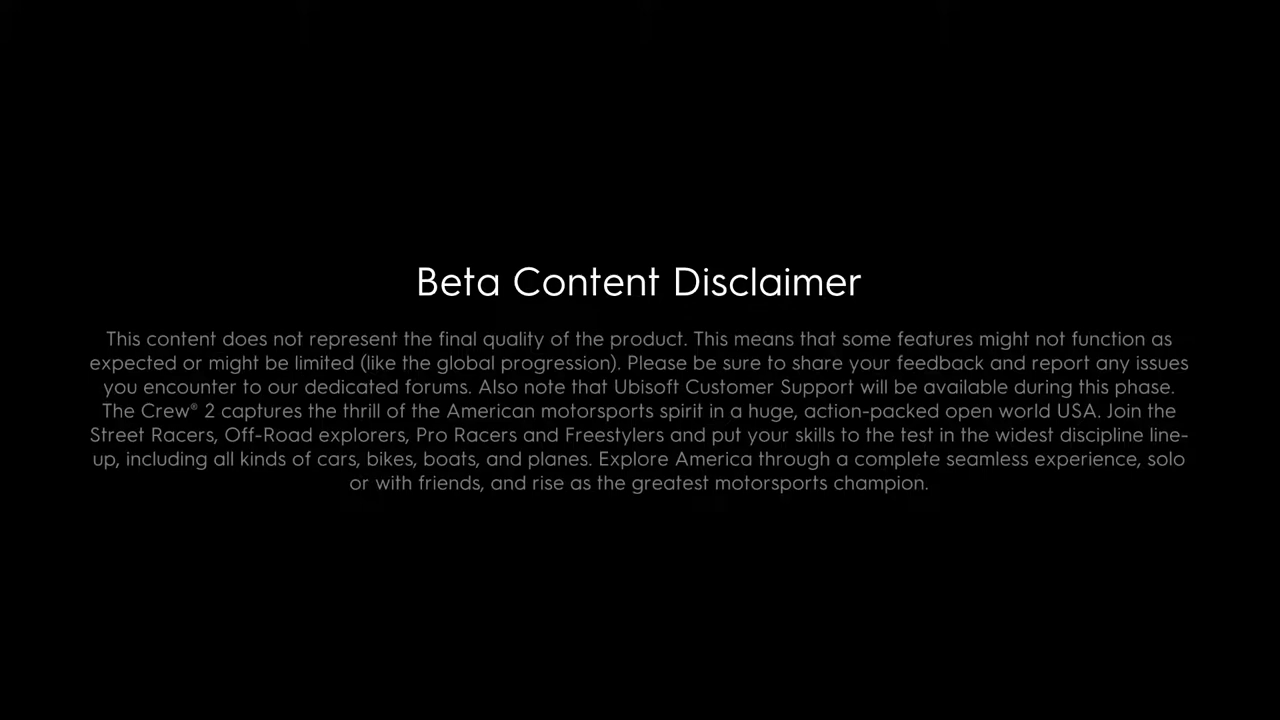 Beta Content Disclaimer
This content does not represent the final quality of the product. This means that some features might not function as
expected or might be limited (like the global progression). Please be sure to share your feedback and report any issues
you encounter to our dedicated forums. Also note that Ubisoft Customer Support will be available during this phase.
The Crew® 2 captures the thrill of the American motorsports spirit in a huge, action-packed open world USA. Join the
Street Racers, Off-Road explorers, Pro Racers and Freestylers and put your skills to the test in the widest discipline line-
up, including all kinds of cars, bikes, boats, and planes. Explore America through a complete seamless experience, solo
or with friends, and rise as the greatest motorsports champion.